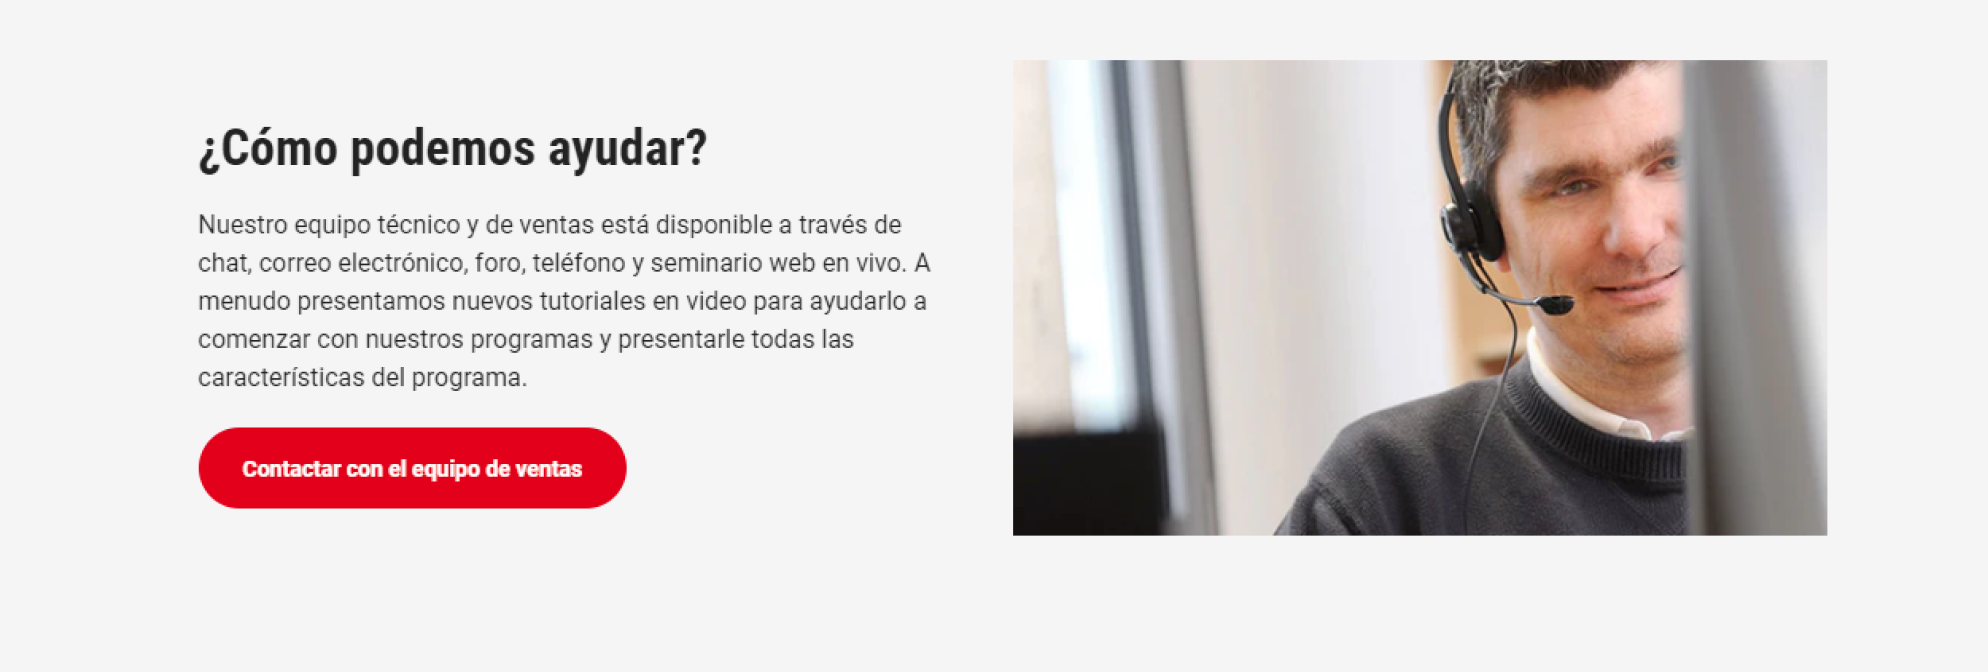 ¿Cómo podemos ayudar?
Nuestro equipo técnico y de ventas está disponible a través de
chat, correo electrónico, foro, teléfono y seminario web en vivo. A
menudo presentamos nuevos tutoriales en video para ayudarlo a
comenzar con nuestros programas y presentarle todas las
características del programa.
Contactar con el equipo de ventas